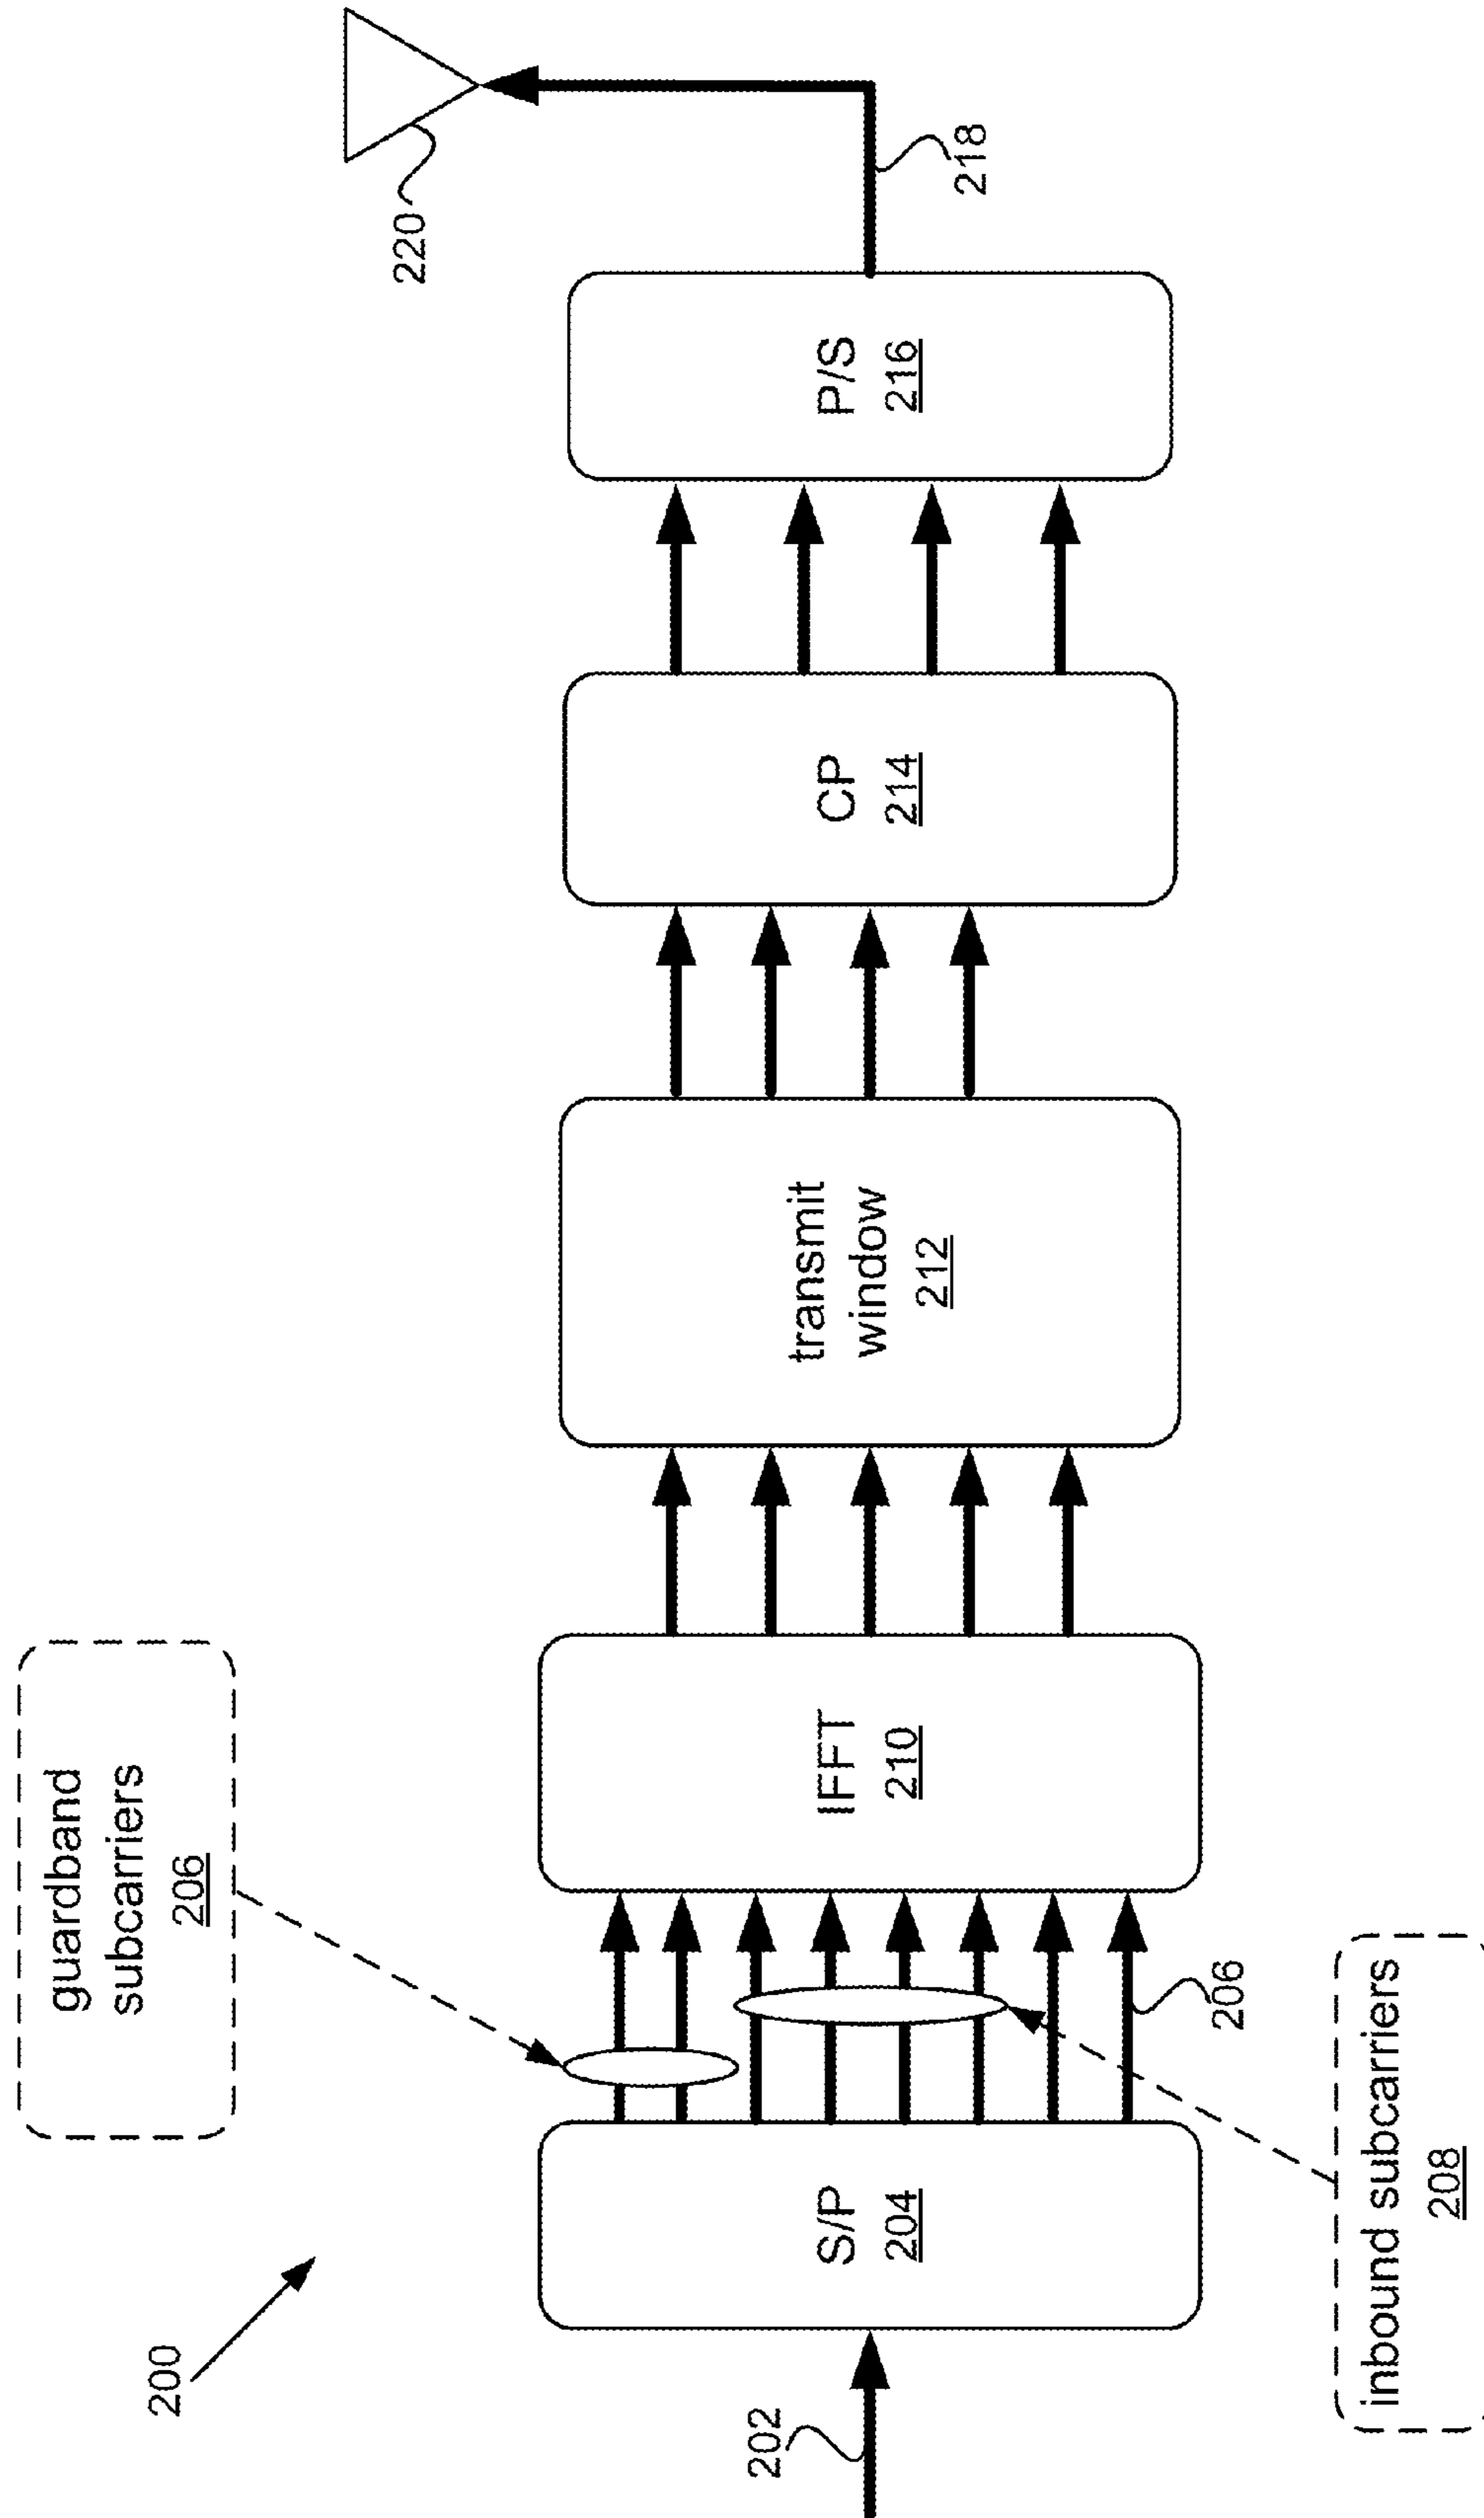 200
guardband
subcarriers
206
220
202
S/P
204
IFFT
210
transmit
window
212
CP
214
P/S
216
218
206
inbound subcarriers
208